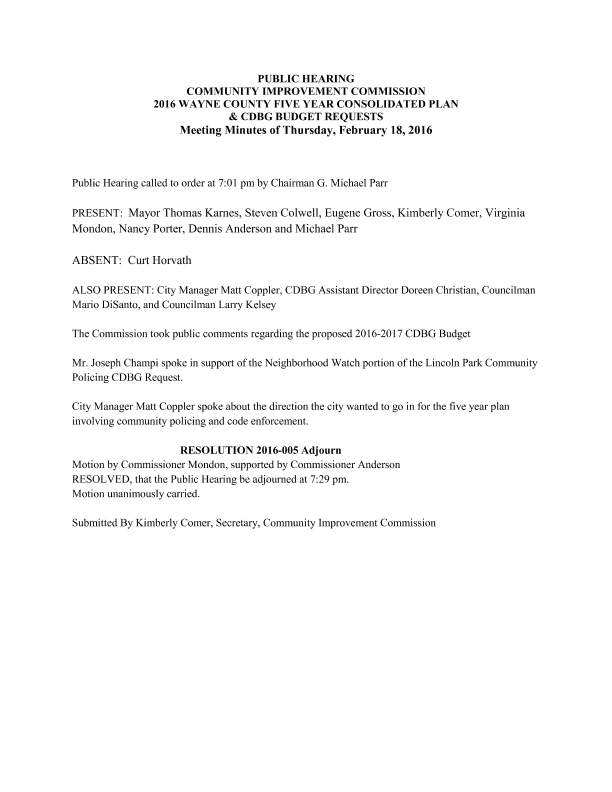 PUBLIC HEARING
COMMUNITY IMPROVEMENT COMMISSION
2016 WAYNE COUNTY FIVE YEAR CONSOLIDATED PLAN
& CDBG BUDGET REQUESTS
Meeting Minutes of Thursday, February 18, 2016
Public Hearing called to order at 7:01 pm by Chairman G. Michael Parr
PRESENT: Mayor Thomas Karnes, Steven Colwell, Eugene Gross, Kimberly Comer, Virginia
Mondon, Nancy Porter, Dennis Anderson and Michael Parr
ABSENT: Curt Horvath
ALSO PRESENT: City Manager Matt Coppler, CDBG Assistant Director Doreen Christian, Councilman
Mario DiSanto, and Councilman Larry Kelsey
The Commission took public comments regarding the proposed 2016-2017 CDBG Budget
Mr. Joseph Champi spoke in support of the Neighborhood Watch portion of the Lincoln Park Community
Policing CDBG Request.
City Manager Matt Coppler spoke about the direction the city wanted to go in for the five year plan
involving community policing and code enforcement.
RESOLUTION 2016-005 Adjourn
Motion by Commissioner Mondon, supported by Commissioner Anderson
RESOLVED, that the Public Hearing be adjourned at 7:29 pm.
Motion unanimously carried.
Submitted By Kimberly Comer, Secretary, Community Improvement Commission